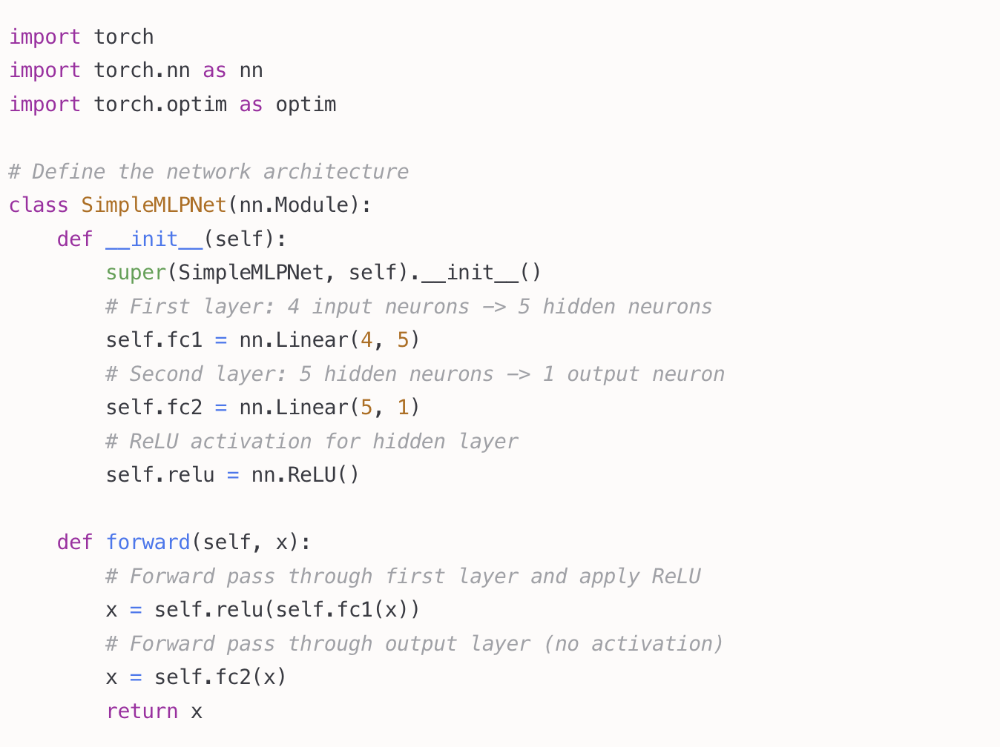 import torch
import torch.nn as nn
import torch.optim as optim

# Define the network architecture
class SimpleMLPNet(nn.Module):
    def __init__(self):
        super(SimpleMLPNet, self).__init__()
        # First layer: 4 input neurons -> 5 hidden neurons
        self.fc1 = nn.Linear(4, 5)
        # Second layer: 5 hidden neurons -> 1 output neuron
        self.fc2 = nn.Linear(5, 1)
        # ReLU activation for hidden layer
        self.relu = nn.ReLU()

    def forward(self, x):
        # Forward pass through first layer and apply ReLU
        x = self.relu(self.fc1(x))
        # Forward pass through output layer (no activation)
        x = self.fc2(x)
        return x